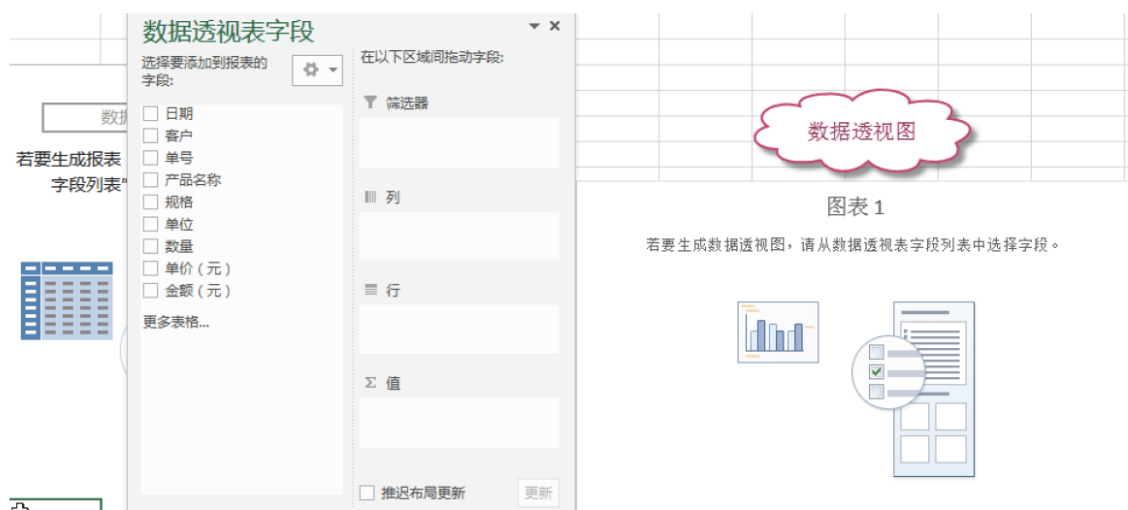 数据透视表字段
选择要添加到报表的
字段:
在以下区域间拖动字段:
日期
客户
单号
产品名称
规格
单位
数量
单价(元)
金额(元)
更多表格...
筛选器
列
行
Σ 值
推迟布局更新
更新
数
若要生成报表
字段列表"
数据透视图
图表 1
若要生成数据透视图，请从数据透视表字段列表中选择字段。